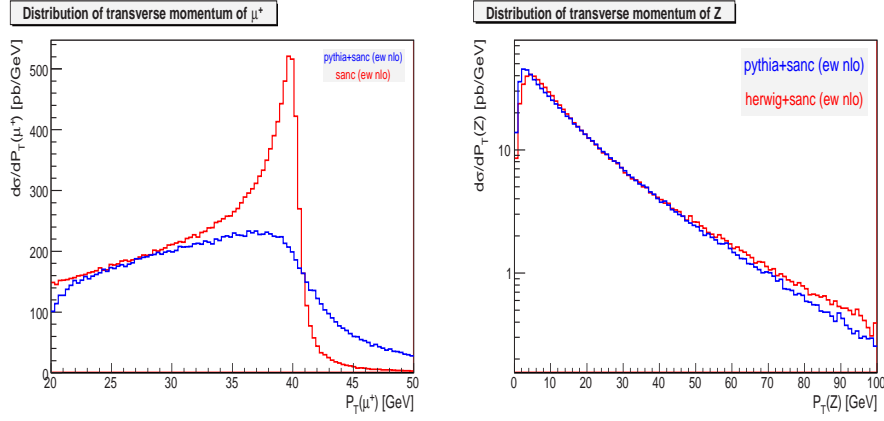 Distribution of transverse momentum of μ⁺
dσ/dP_T(μ⁺) [pb/GeV]
500
400
300
200
100
0
pythia+sanc (ew nlo)
sanc (ew nlo)
20 25 30 35 40 45 50
P_T(μ⁺) [GeV]
Distribution of transverse momentum of Z
dσ/dP_T(Z) [pb/GeV]
10
1
pythia+sanc (ew nlo)
herwig+sanc (ew nlo)
0 10 20 30 40 50 60 70 80 90 100
P_T(Z) [GeV]